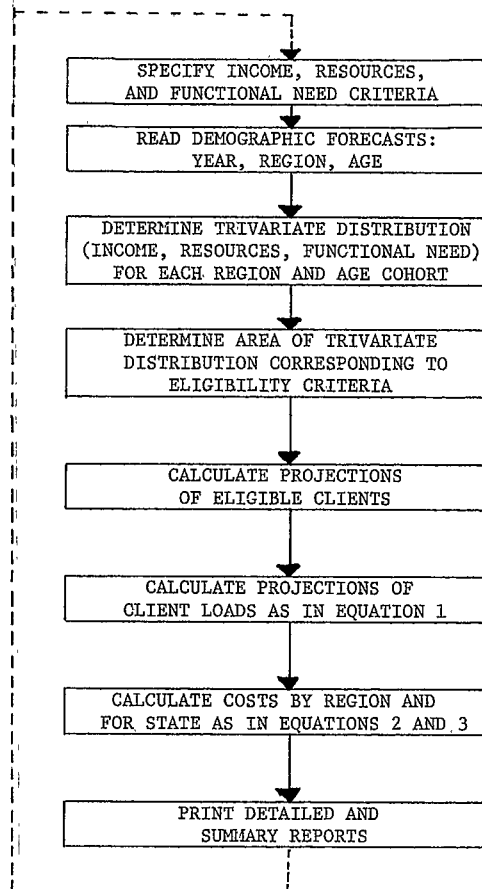 SPECIFY INCOME, RESOURCES,
AND FUNCTIONAL NEED CRITERIA
READ DEMOGRAPHIC FORECASTS:
YEAR, REGION, AGE
DETERMINE TRIVARIATE DISTRIBUTION
(INCOME, RESOURCES, FUNCTIONAL NEED)
FOR EACH REGION AND AGE COHORT
DETERMINE AREA OF TRIVARIATE
DISTRIBUTION CORRESPONDING TO
ELIGIBILITY CRITERIA
CALCULATE PROJECTIONS
OF ELIGIBLE CLIENTS
CALCULATE PROJECTIONS OF
CLIENT LOADS AS IN EQUATION 1
CALCULATE COSTS BY REGION AND
FOR STATE AS IN EQUATIONS 2 AND 3
PRINT DETAILED AND
SUMMARY REPORTS